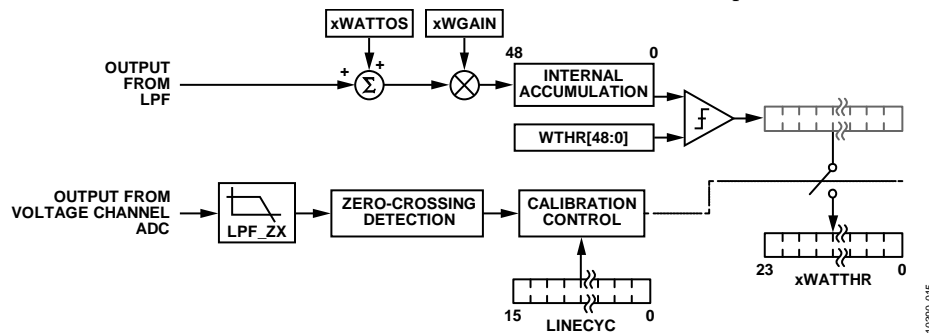 xWATTOS
xWGAIN
OUTPUT
FROM
LPF
+
+
Σ
48
0
INTERNAL
ACCUMULATION
WTHR[48:0]
OUTPUT FROM
VOLTAGE CHANNEL
ADC
LPF_ZX
ZERO-CROSSING
DETECTION
CALIBRATION
CONTROL
15
0
LINECYC
23
0
xWATTHR